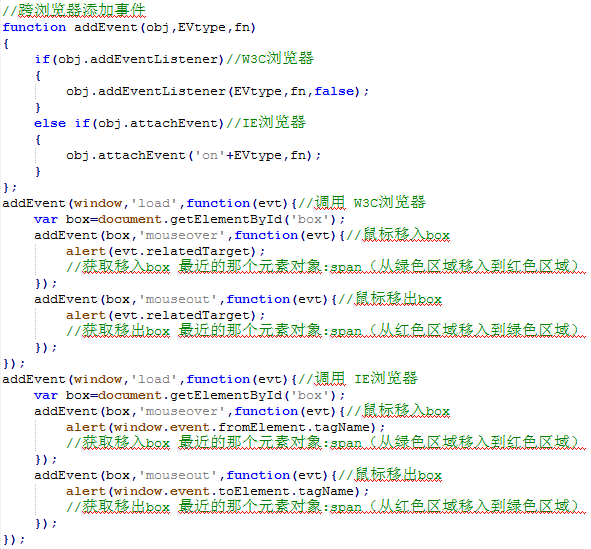 //跨浏览器添加事件
function addEvent(obj,EVtype,fn)
{
    if(obj.addEventListener)//W3C浏览器
    {
        obj.addEventListener(EVtype,fn,false);
    }
    else if(obj.attachEvent)//IE浏览器
    {
        obj.attachEvent('on'+EVtype,fn);
    }
};
addEvent(window,'load',function(evt){//调用 W3C浏览器
    var box=document.getElementById('box');
    addEvent(box,'mouseover',function(evt){//鼠标移入box
        alert(evt.relatedTarget);
        //获取移入box 最近的那个元素对象:span（从绿色区域移入到红色区域）
    });
    addEvent(box,'mouseout',function(evt){//鼠标移出box
        alert(evt.relatedTarget);
        //获取移出box 最近的那个元素对象:span（从红色区域移入到绿色区域）
    });
});
addEvent(window,'load',function(evt){//调用 IE浏览器
    var box=document.getElementById('box');
    addEvent(box,'mouseover',function(evt){//鼠标移入box
        alert(window.event.fromElement.tagName);
        //获取移入box 最近的那个元素对象:span（从绿色区域移入到红色区域）
    });
    addEvent(box,'mouseout',function(evt){//鼠标移出box
        alert(window.event.toElement.tagName);
        //获取移出box 最近的那个元素对象:span（从红色区域移入到绿色区域）
    });
});